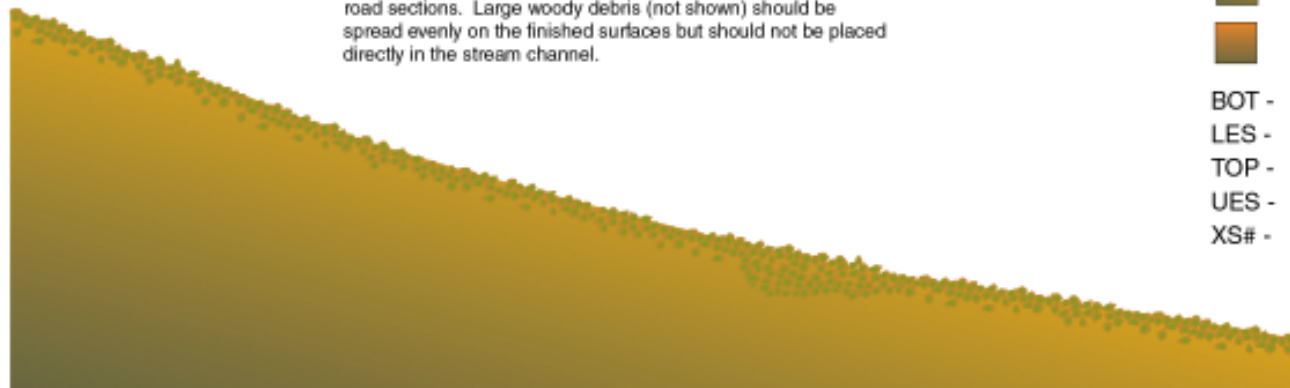 road sections. Large woody debris (not shown) should be
spread evenly on the finished surfaces but should not be placed
directly in the stream channel.
BOT -
LES -
TOP -
UES -
XS# -